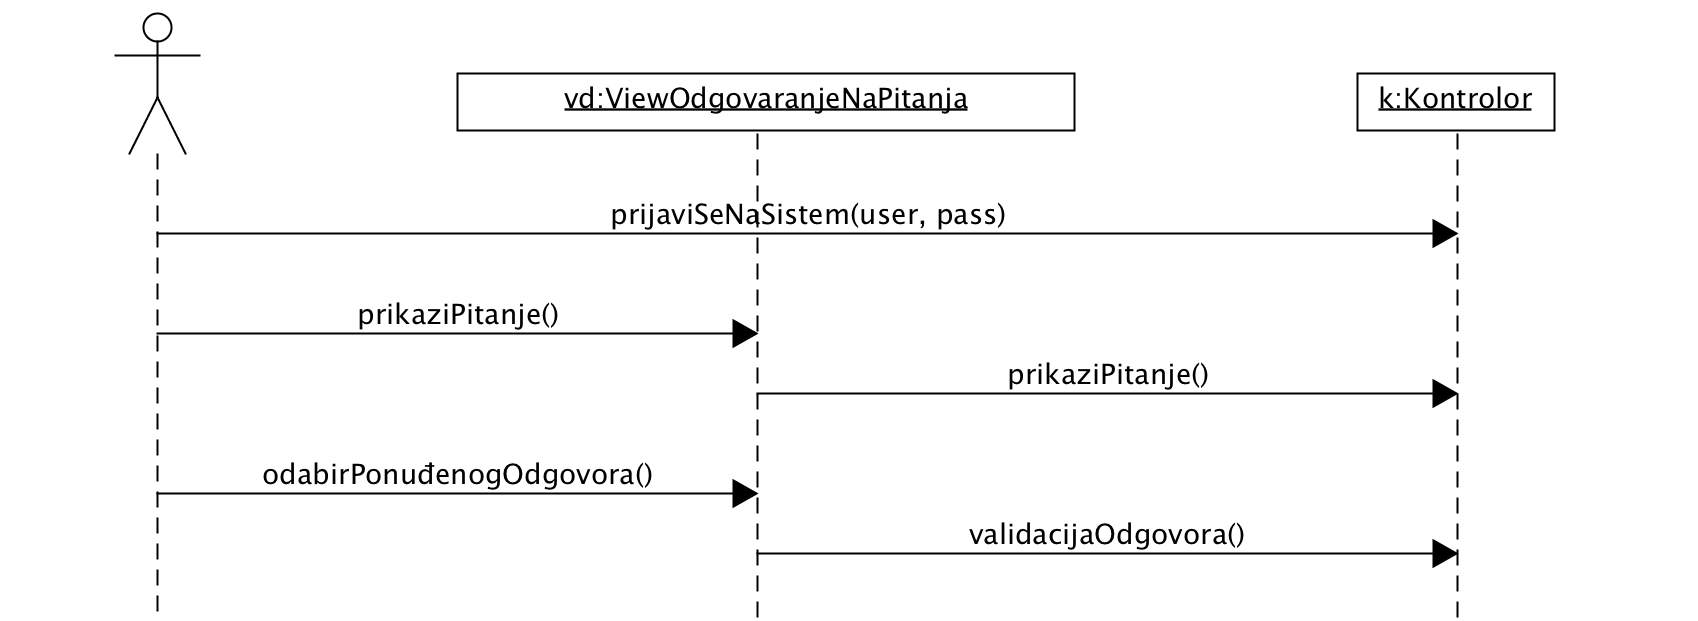 vd:ViewOdgovaranjeNaPitanja
k:Kontrolor
prijaviSeNaSistem(user, pass)
prikaziPitanje()
prikaziPitanje()
odabirPonuđenogOdgovora()
validacijaOdgovora()